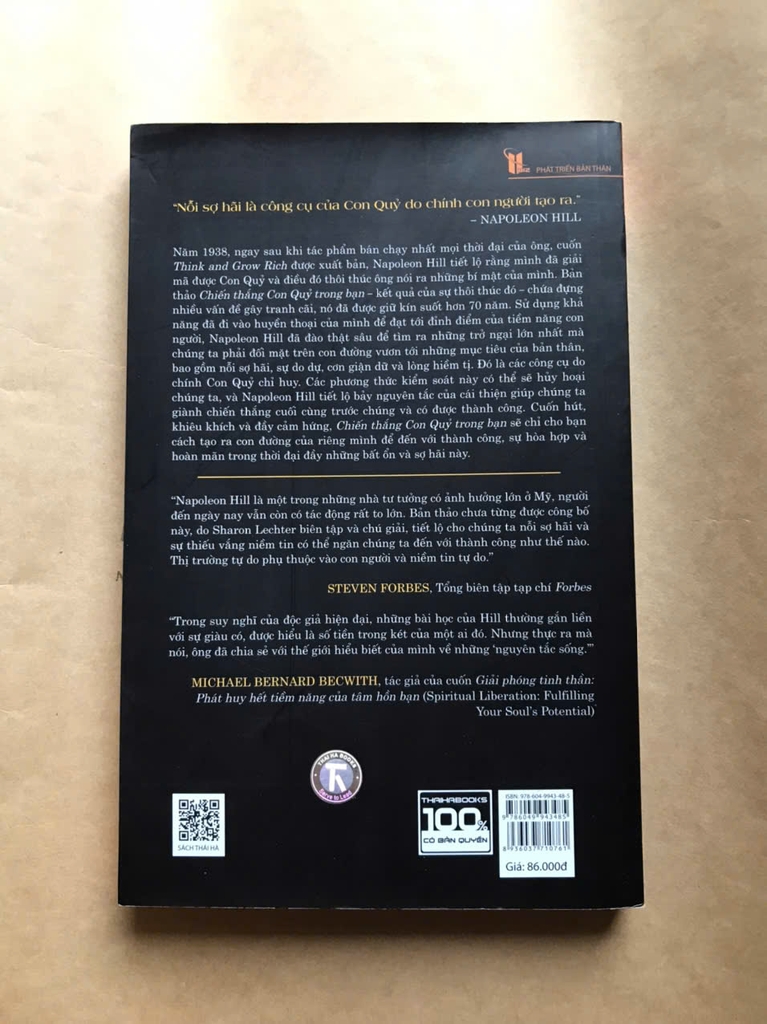 PHÁT TRIỂN BẢN THÂN
"Nỗi sợ hãi là công cụ của Con Quỷ do chính con người tạo ra."
– NAPOLEON HILL
Năm 1938, ngay sau khi tác phẩm bán chạy nhất mọi thời đại của ông, cuốn
Think and Grow Rich được xuất bản, Napoleon Hill tiết lộ rằng mình đã giải
mã được Con Quỷ và điều đó thôi thúc ông nói ra những bí mật của mình. Bản
thảo Chiến thắng Con Quỷ trong bạn – kết quả của sự thôi thúc đó – chứa đựng
nhiều vấn đề gây tranh cãi, nó đã được giữ kín suốt hơn 70 năm. Sử dụng khả
năng đã đi vào huyền thoại của mình để đạt tới đỉnh điểm của tiềm năng con
người, Napoleon Hill đã đào thật sâu để tìm ra những trở ngại lớn nhất mà
chúng ta phải đối mặt trên con đường vươn tới những mục tiêu của bản thân,
bao gồm nỗi sợ hãi, sự do dự, cơn giận dữ và lòng hiềm tị. Đó là các công cụ do
chính Con Quỷ chỉ huy. Các phương thức kiểm soát này có thể sẽ hủy hoại
chúng ta, và Napoleon Hill tiết lộ bảy nguyên tắc của cái thiện giúp chúng ta
giành chiến thắng cuối cùng trước chúng và có được thành công. Cuốn hút,
khiêu khích và đầy cảm hứng, Chiến thắng Con Quỷ trong bạn sẽ chỉ cho bạn
cách tạo ra con đường của riêng mình để đến với thành công, sự hòa hợp và
hoàn mãn trong thời đại đầy những bất ổn và sợ hãi này.
"Napoleon Hill là một trong những nhà tư tưởng có ảnh hưởng lớn ở Mỹ, người
đến ngày nay vẫn còn có tác động rất to lớn. Bản thảo chưa từng được công bố
này, do Sharon Lechter biên tập và chú giải, tiết lộ cho chúng ta nỗi sợ hãi và
sự thiếu vắng niềm tin có thể ngăn chúng ta đến với thành công như thế nào.
Thị trường tự do phụ thuộc vào con người và niềm tin tự do."
STEVEN FORBES, Tổng biên tập tạp chí Forbes
"Trong suy nghĩ của độc giả hiện đại, những bài học của Hill thường gắn liền
với sự giàu có, được hiểu là số tiền trong két của một ai đó. Nhưng thực ra mà
nói, ông đã chia sẻ với thế giới hiểu biết của mình về những 'nguyên tắc sống.'"
MICHAEL BERNARD BECWITH, tác giả của cuốn Giải phóng tinh thần:
Phát huy hết tiềm năng của tâm hồn bạn (Spiritual Liberation: Fulfilling
Your Soul's Potential)
THAI HA BOOKS
Serve to Lead
SÁCH THÁI HÀ
THAIHABOOKS
100%
CÓ BẢN QUYỀN
ISBN: 978-604-9943-48-5
9 786049 943485
8 936037 710761
Giá: 86.000đ